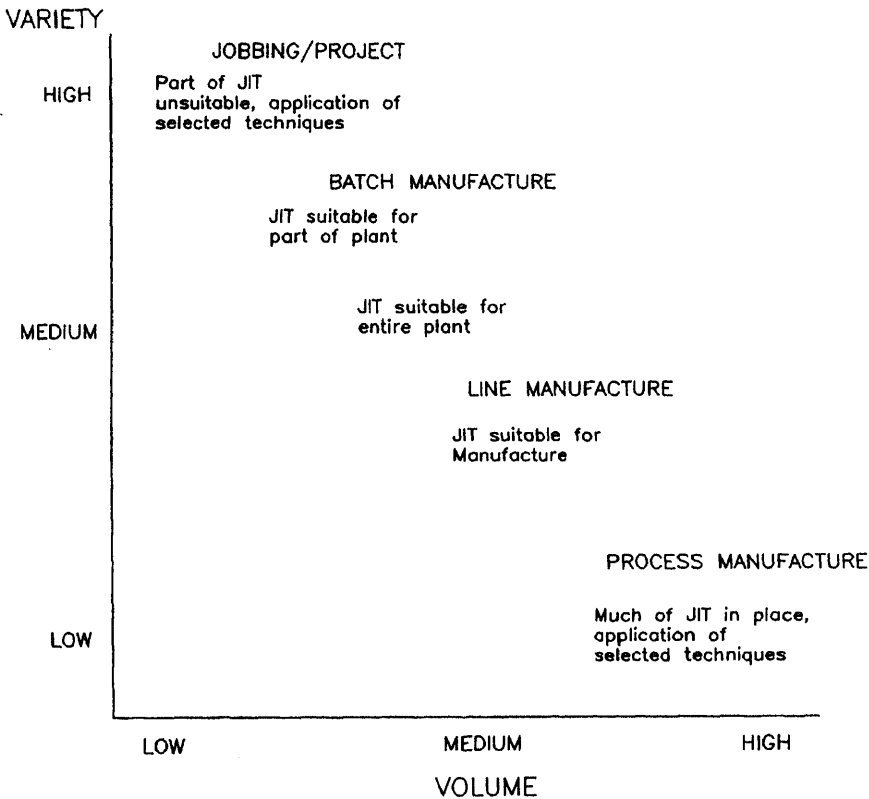 VARIETY
JOBBING/PROJECT
HIGH
Part of JIT
unsuitable, application of
selected techniques
BATCH MANUFACTURE
JIT suitable for
part of plant
JIT suitable for
entire plant
MEDIUM
LINE MANUFACTURE
JIT suitable for
Manufacture
PROCESS MANUFACTURE
Much of JIT in place,
application of
selected techniques
LOW
LOW MEDIUM HIGH
VOLUME